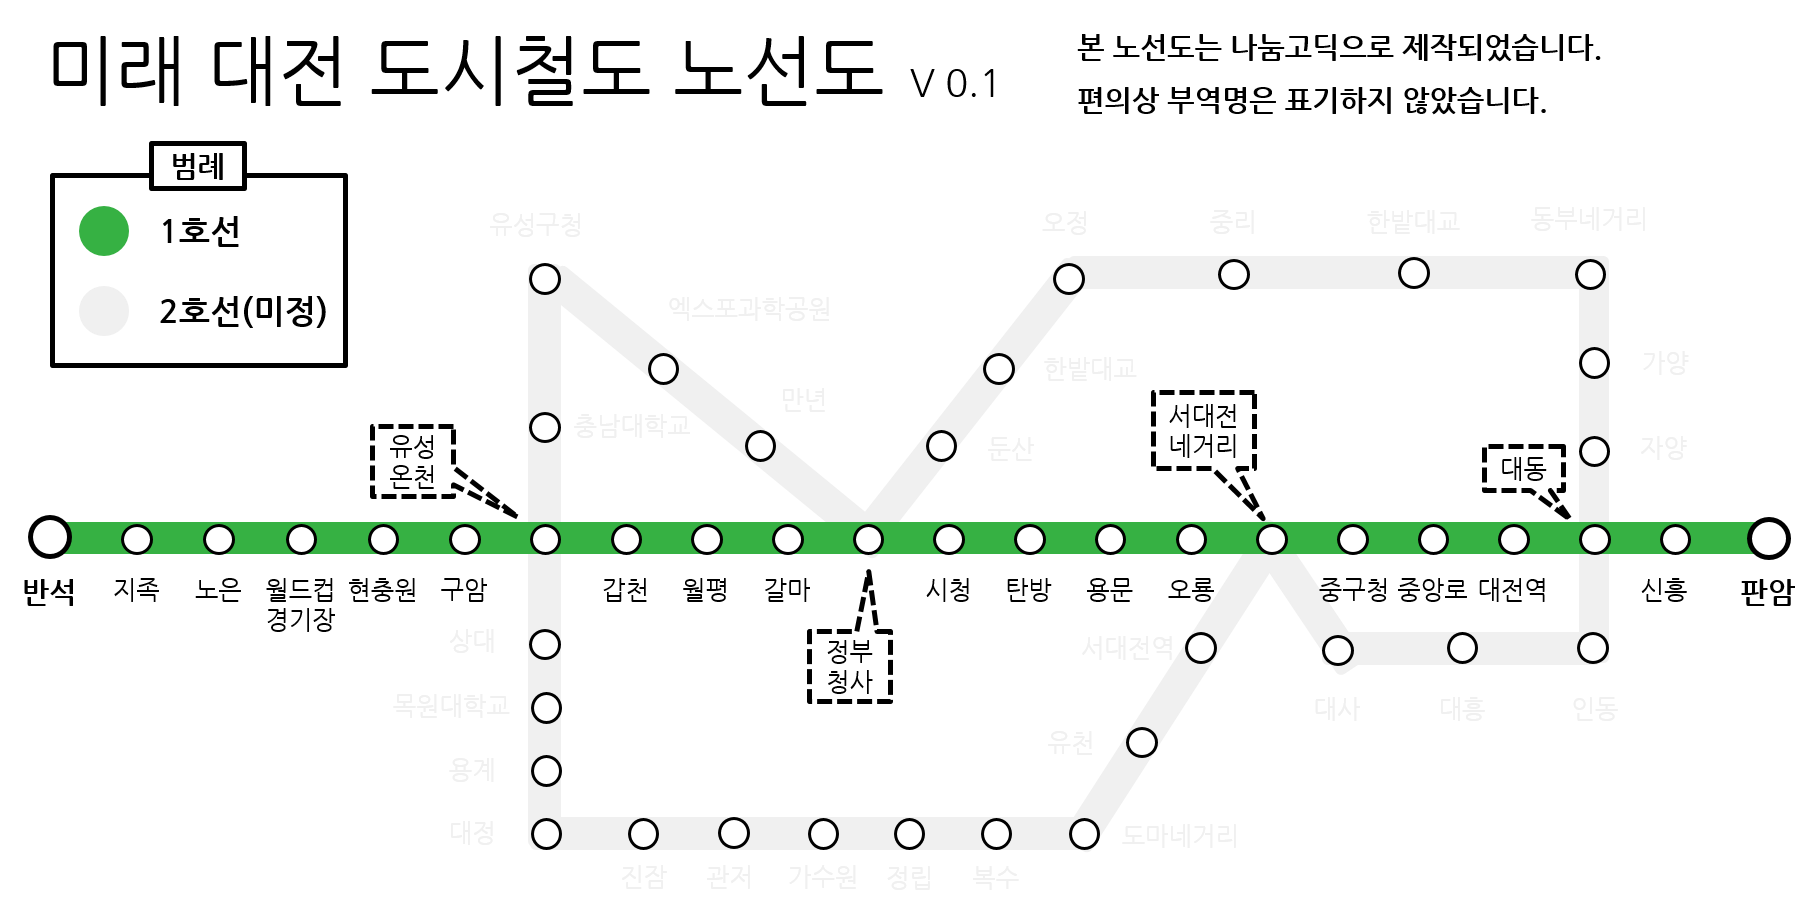 미래 대전 도시철도 노선도 V 0.1
본 노선도는 나눔고딕으로 제작되었습니다.
편의상 부역명은 표기하지 않았습니다.
범례
1호선
2호선(미정)
유성구청
오정
중리
한밭대교
동부네거리
엑스포과학공원
한밭대교
가양
만년
충남대학교
둔산
자양
유성
온천
서대전
네거리
대동
반석
지족
노은
월드컵
경기장
현충원
구암
갑천
월평
갈마
시청
탄방
용문
오룡
중구청
중앙로
대전역
신흥
판암
정부
청사
상대
목원대학교
용계
대정
서대전역
유천
대사
대흥
인동
도마네거리
진잠
관저
가수원
정림
복수